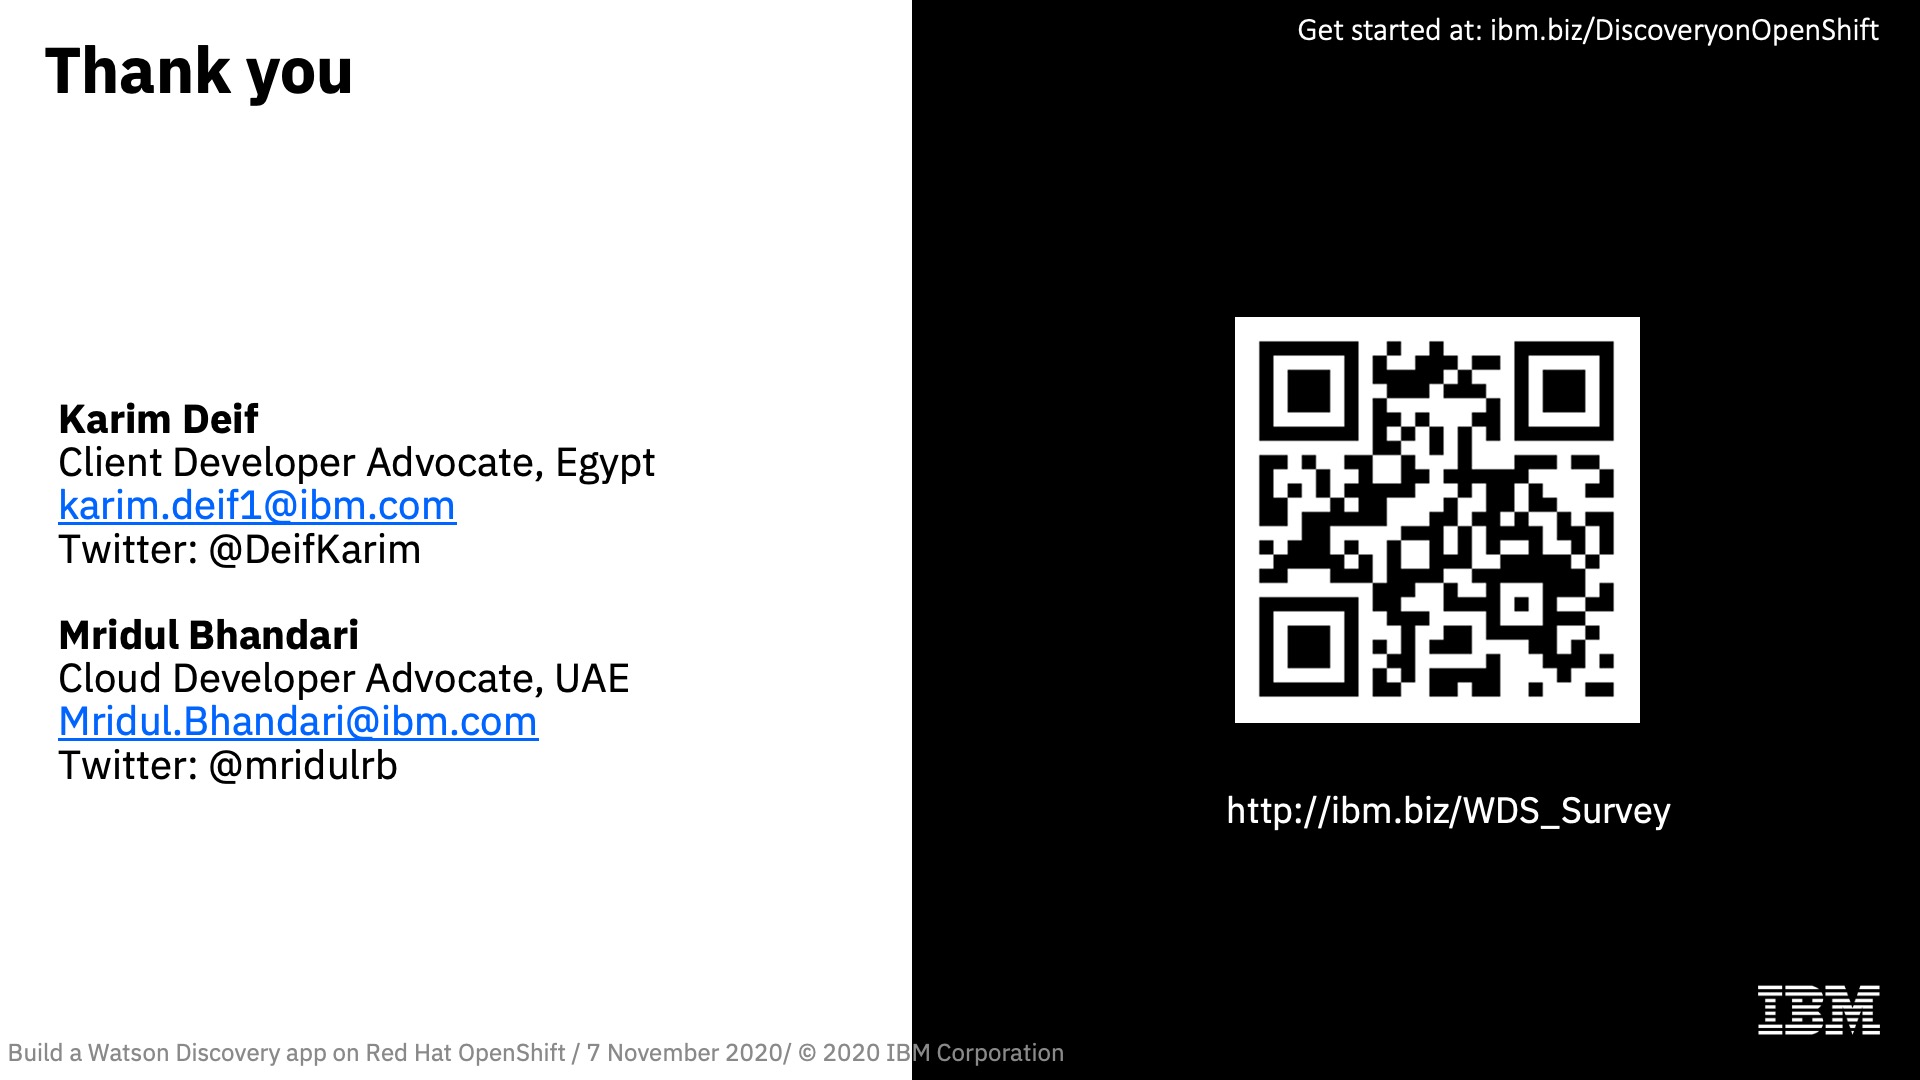 Thank you
Get started at: ibm.biz/DiscoveryonOpenShift
Karim Deif
Client Developer Advocate, Egypt
karim.deif1@ibm.com
Twitter: @DeifKarim
Mridul Bhandari
Cloud Developer Advocate, UAE
Mridul.Bhandari@ibm.com
Twitter: @mridulrb
http://ibm.biz/WDS_Survey
IBM
Build a Watson Discovery app on Red Hat OpenShift / 7 November 2020/ © 2020 IBM Corporation